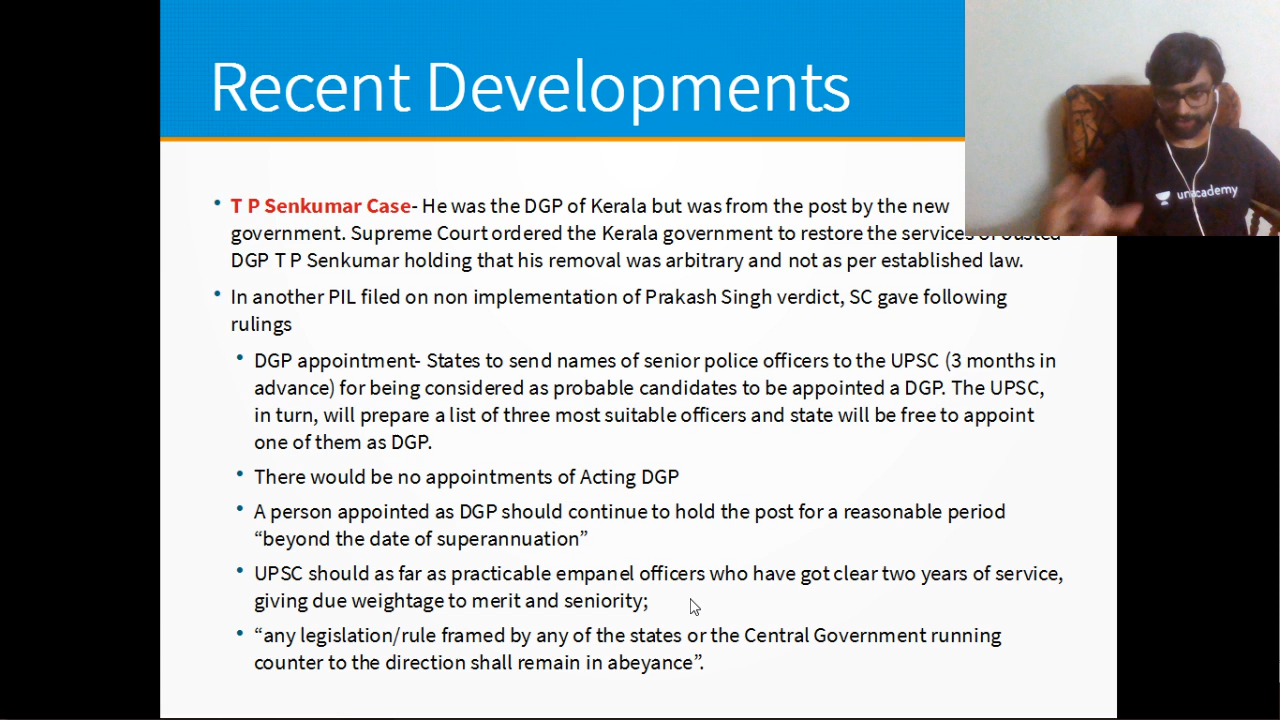 Recent Developments
• T P Senkumar Case- He was the DGP of Kerala but was from the post by the new
government. Supreme Court ordered the Kerala government to restore the services
DGP T P Senkumar holding that his removal was arbitrary and not as per established law.
• In another PIL filed on non implementation of Prakash Singh verdict, SC gave following
rulings
• DGP appointment- States to send names of senior police officers to the UPSC (3 months in
advance) for being considered as probable candidates to be appointed a DGP. The UPSC,
in turn, will prepare a list of three most suitable officers and state will be free to appoint
one of them as DGP.
• There would be no appointments of Acting DGP
• A person appointed as DGP should continue to hold the post for a reasonable period
“beyond the date of superannuation”
• UPSC should as far as practicable empanel officers who have got clear two years of service,
giving due weightage to merit and seniority;
• “any legislation/rule framed by any of the states or the Central Government running
counter to the direction shall remain in abeyance”.
unacademy